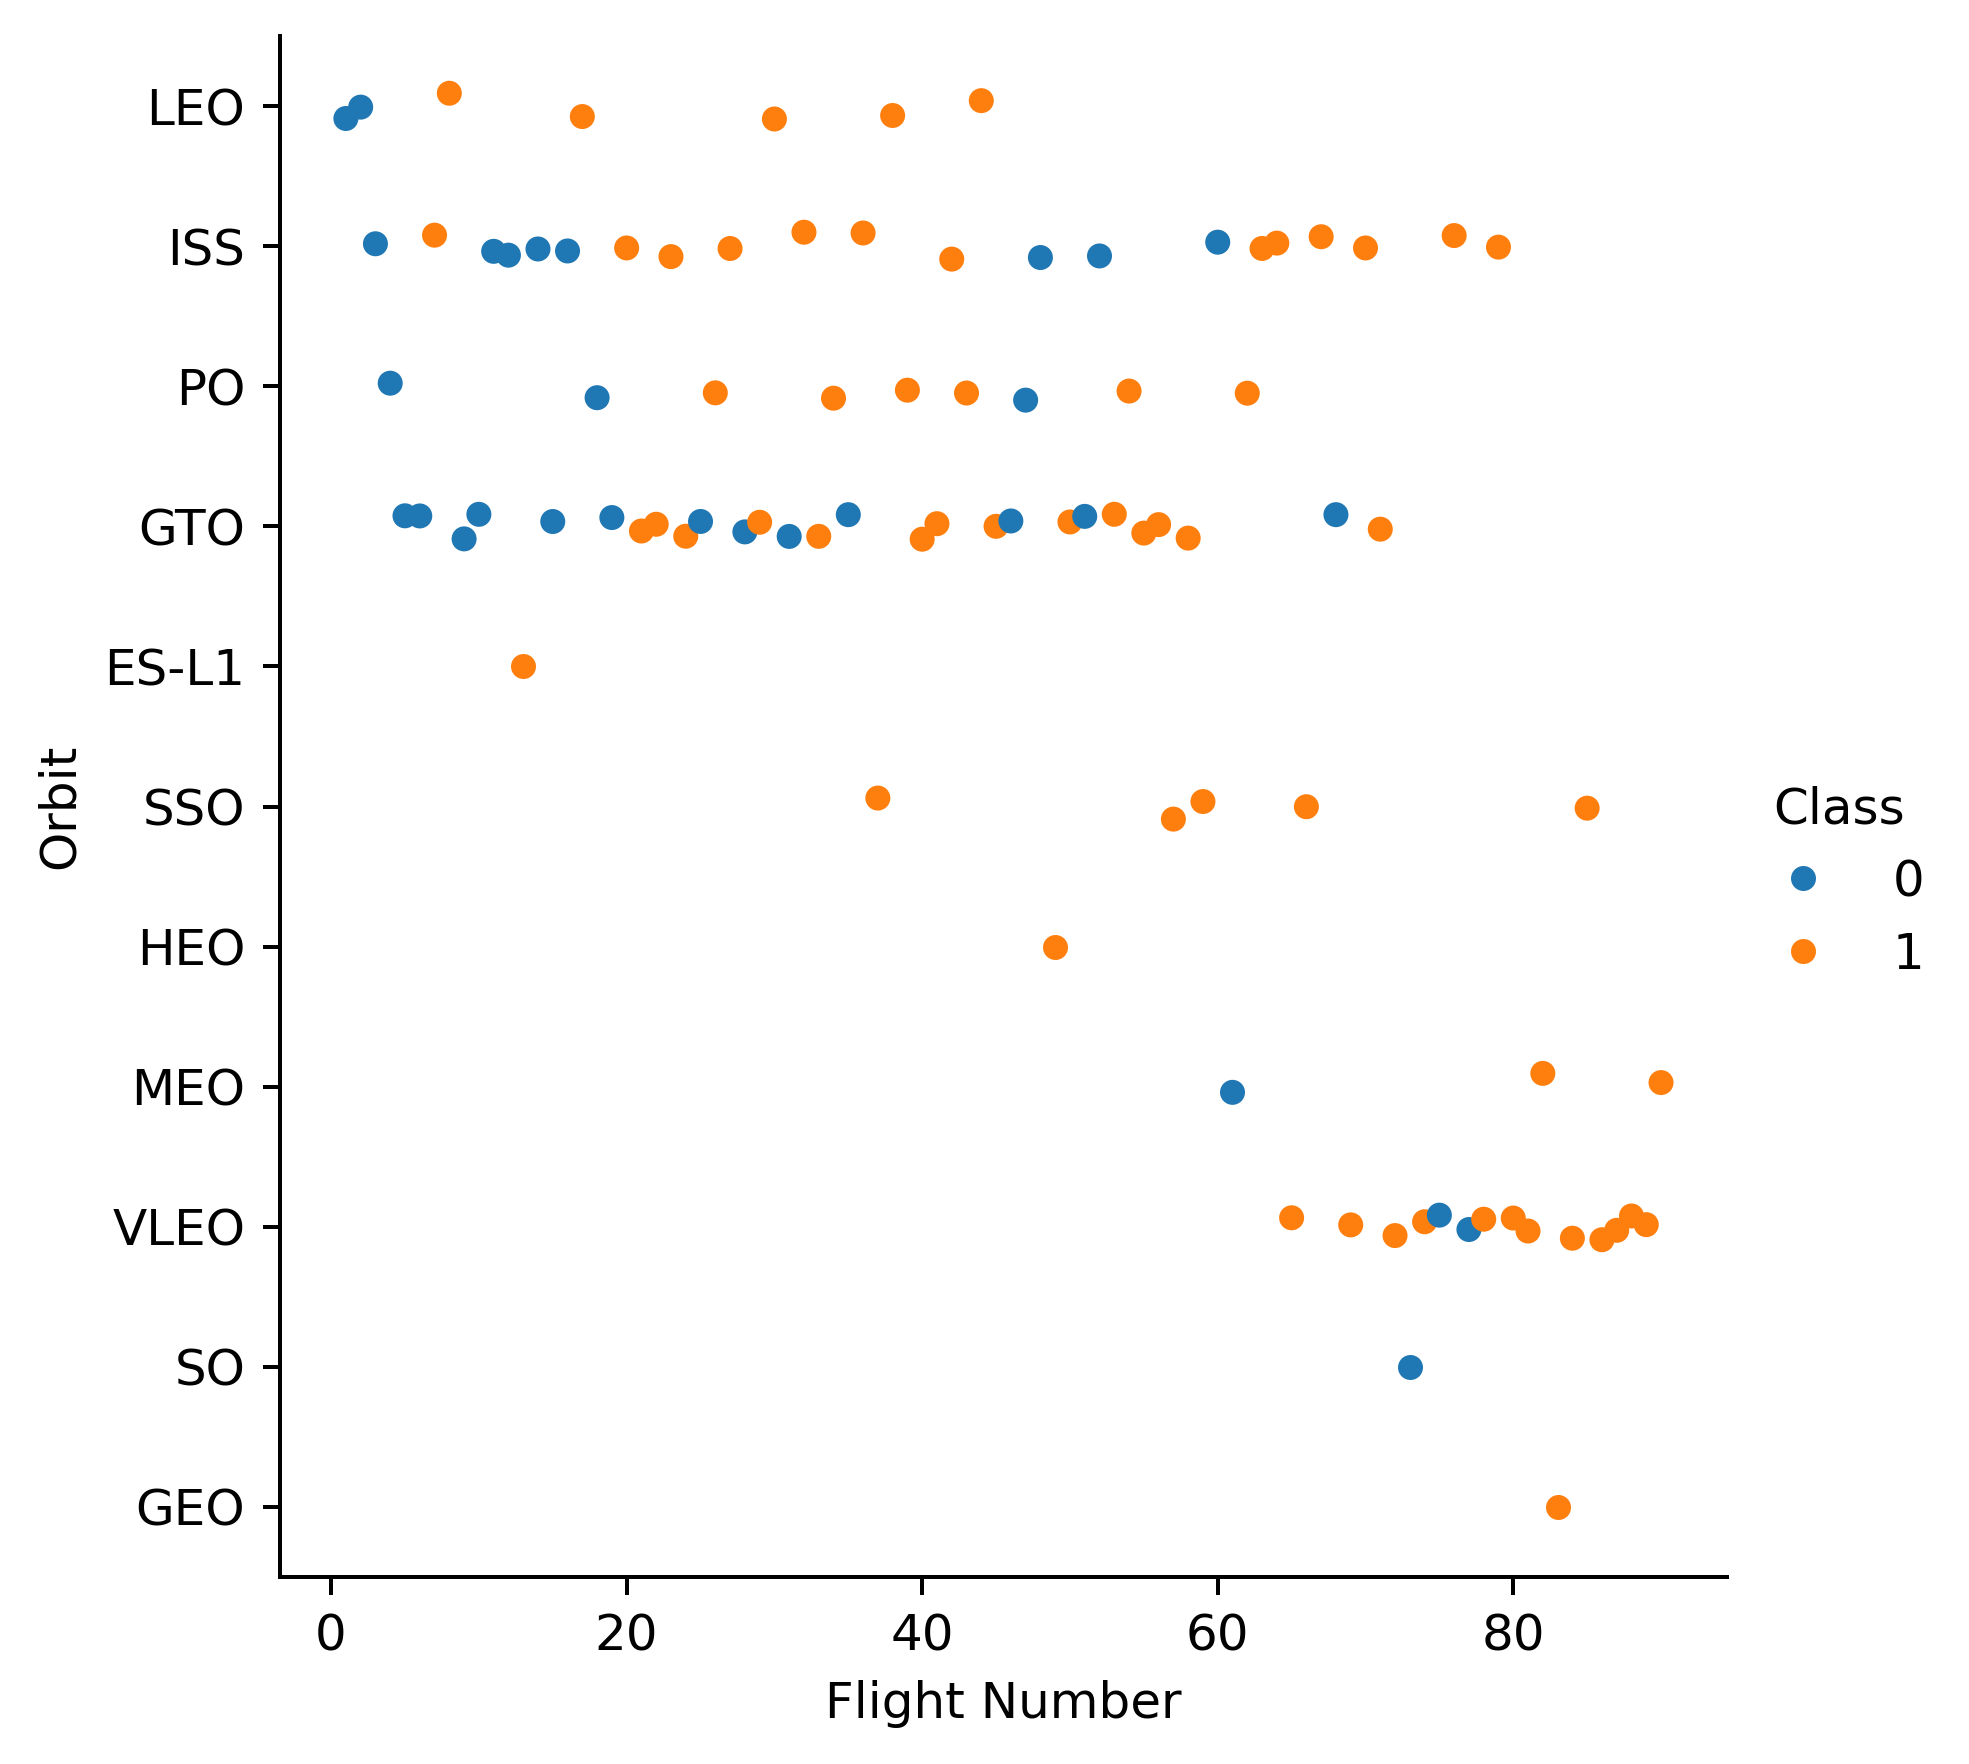 LEO
ISS
PO
GTO
ES-L1
SSO
HEO
MEO
VLEO
SO
GEO
Orbit
0 20 40 60 80
Flight Number
Class
0
1